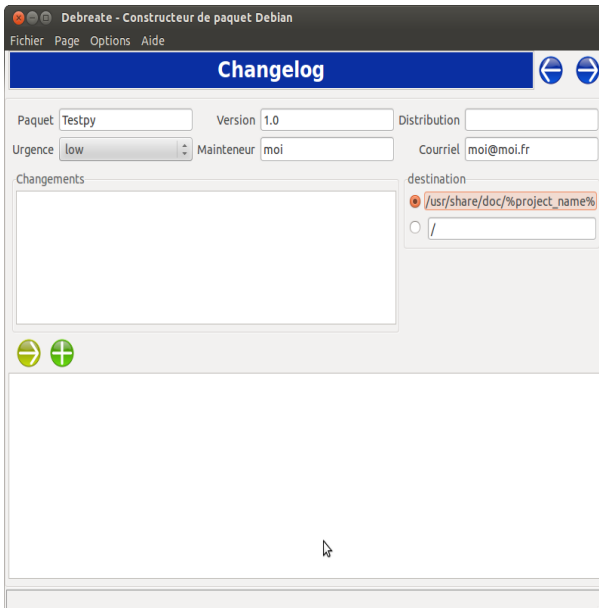 Debreate - Constructeur de paquet Debian
Fichier Page Options Aide
Changelog
Paquet Testpy Version 1.0 Distribution
Urgence low Mainteneur moi Courriel moi@moi.fr
Changements destination
/usr/share/doc/%project_name%
/